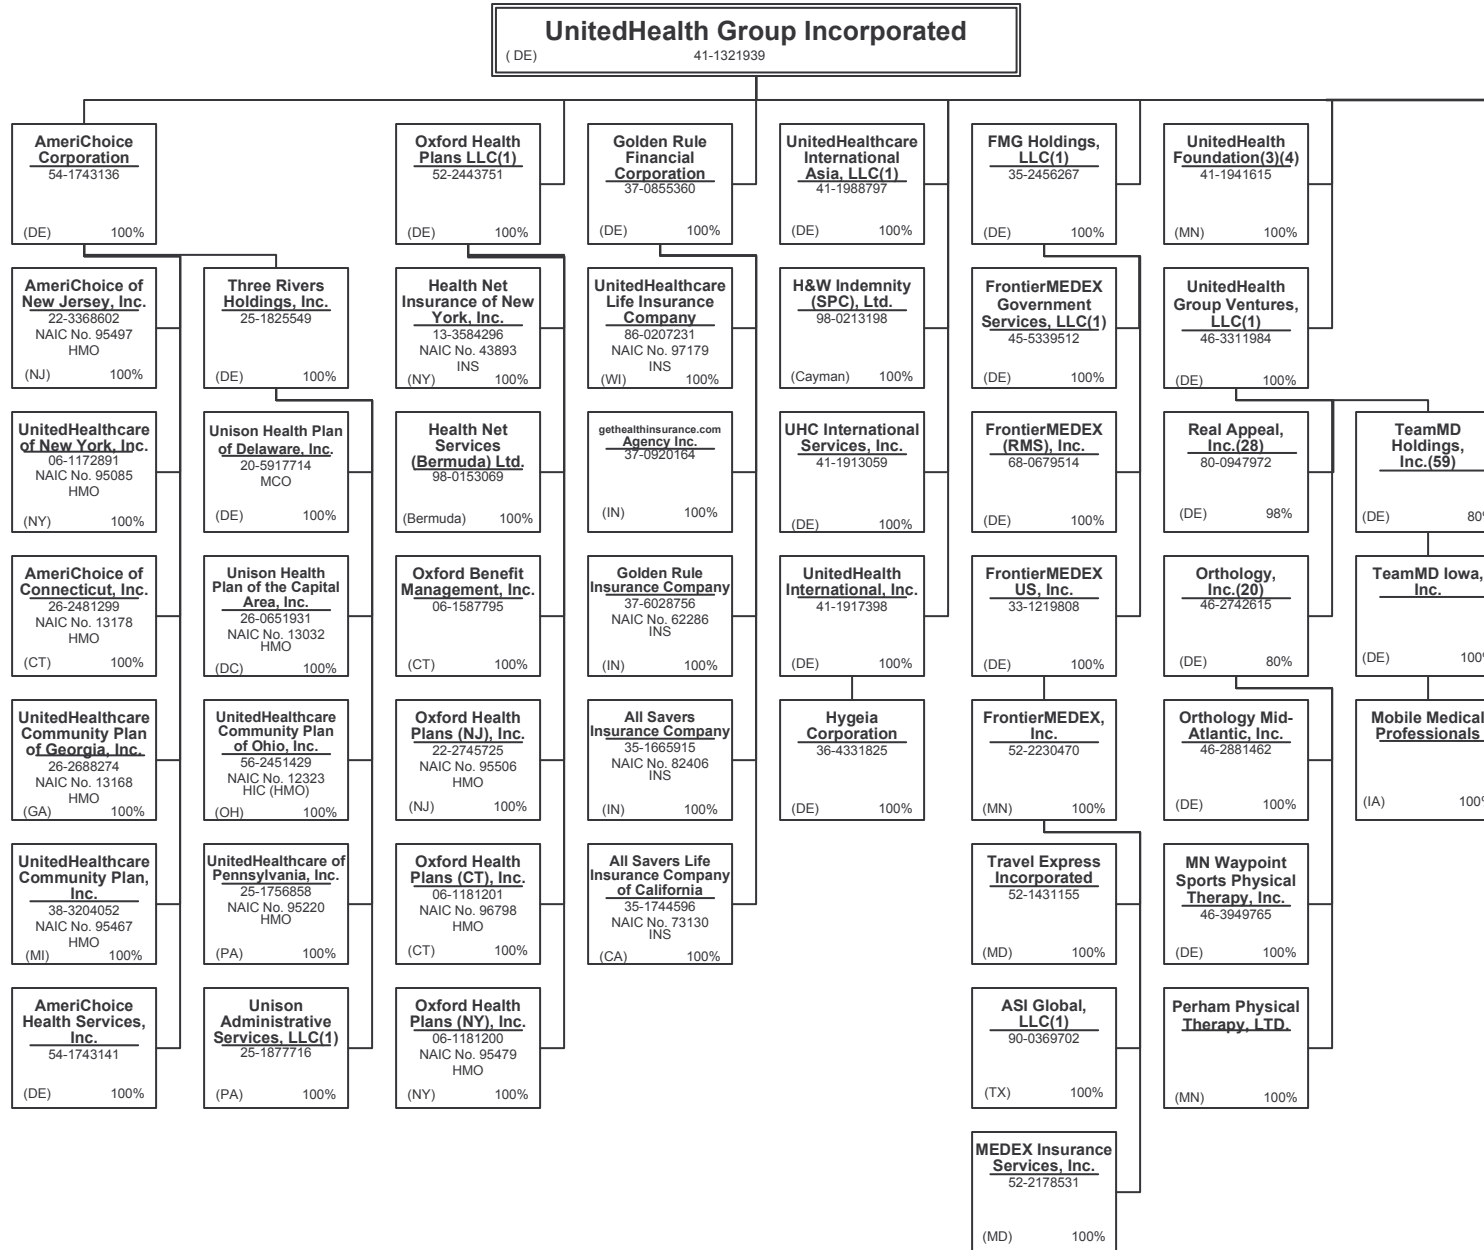 UnitedHealth Group Incorporated
( DE) 41-1321939
AmeriChoice
Corporation
54-1743136
(DE) 100%
Oxford Health
Plans LLC(1)
52-2443751
(DE) 100%
Golden Rule
Financial
Corporation
37-0855360
(DE) 100%
UnitedHealthcare
International
Asia, LLC(1)
41-1988797
(DE) 100%
FMG Holdings,
LLC(1)
35-2456267
(DE) 100%
UnitedHealth
Foundation(3)(4)
41-1941615
(MN) 100%
AmeriChoice of
New Jersey, Inc.
22-3368602
NAIC No. 95497
HMO
(NJ) 100%
Three Rivers
Holdings, Inc.
25-1825549
(DE) 100%
Health Net
Insurance of New
York, Inc.
13-3584296
NAIC No. 43893
INS
(NY) 100%
UnitedHealthcare
Life Insurance
Company
86-0207231
NAIC No. 97179
INS
(WI) 100%
H&W Indemnity
(SPC), Ltd.
98-0213198
(Cayman) 100%
FrontierMEDEX
Government
Services, LLC(1)
45-5339512
(DE) 100%
UnitedHealth
Group Ventures,
LLC(1)
46-3311984
(DE) 100%
UnitedHealthcare
of New York, Inc.
06-1172891
NAIC No. 95085
HMO
(NY) 100%
Unison Health Plan
of Delaware, Inc.
20-5917714
MCO
(DE) 100%
Health Net
Services
(Bermuda) Ltd.
98-0153069
(Bermuda) 100%
gethealthinsurance.com
Agency Inc.
37-0920164
(IN) 100%
UHC International
Services, Inc.
41-1913059
(DE) 100%
FrontierMEDEX
(RMS), Inc.
68-0679514
(DE) 100%
Real Appeal,
Inc.(28)
80-0947972
(DE) 98%
TeamMD
Holdings,
Inc.(59)
(DE) 80%
AmeriChoice of
Connecticut, Inc.
26-2481299
NAIC No. 13178
HMO
(CT) 100%
Unison Health
Plan of the Capital
Area, Inc.
26-0651931
NAIC No. 13032
HMO
(DC) 100%
Oxford Benefit
Management, Inc.
06-1587795
(CT) 100%
Golden Rule
Insurance Company
37-6028756
NAIC No. 62286
INS
(IN) 100%
UnitedHealth
International, Inc.
41-1917398
(DE) 100%
FrontierMEDEX
US, Inc.
33-1219808
(DE) 100%
Orthology,
Inc.(20)
46-2742615
(DE) 80%
TeamMD Iowa,
Inc.
(DE) 100%
UnitedHealthcare
Community Plan
of Georgia, Inc.
26-2688274
NAIC No. 13168
HMO
(GA) 100%
UnitedHealthcare
Community Plan
of Ohio, Inc.
56-2451429
NAIC No. 12323
HIC (HMO)
(OH) 100%
Oxford Health
Plans (NJ), Inc.
22-2745725
NAIC No. 95506
HMO
(NJ) 100%
All Savers
Insurance Company
35-1665915
NAIC No. 82406
INS
(IN) 100%
Hygeia
Corporation
36-4331825
(DE) 100%
FrontierMEDEX,
Inc.
52-2230470
(MN) 100%
Orthology Mid-
Atlantic, Inc.
46-2881462
(DE) 100%
Mobile Medical
Professionals
(IA) 100%
UnitedHealthcare
Community Plan,
Inc.
38-3204052
NAIC No. 95467
HMO
(MI) 100%
UnitedHealthcare of
Pennsylvania, Inc.
25-1756858
NAIC No. 95220
HMO
(PA) 100%
Oxford Health
Plans (CT), Inc.
06-1181201
NAIC No. 96798
HMO
(CT) 100%
All Savers Life
Insurance Company
of California
35-1744596
NAIC No. 73130
INS
(CA) 100%
Travel Express
Incorporated
52-1431155
(MD) 100%
MN Waypoint
Sports Physical
Therapy, Inc.
46-3949765
(DE) 100%
AmeriChoice
Health Services,
Inc.
54-1743141
(DE) 100%
Unison
Administrative
Services, LLC(1)
25-1877716
(PA) 100%
Oxford Health
Plans (NY), Inc.
06-1181200
NAIC No. 95479
HMO
(NY) 100%
ASI Global,
LLC(1)
90-0369702
(TX) 100%
Perham Physical
Therapy, LTD.
(MN) 100%
MEDEX Insurance
Services, Inc.
52-2178531
(MD) 100%